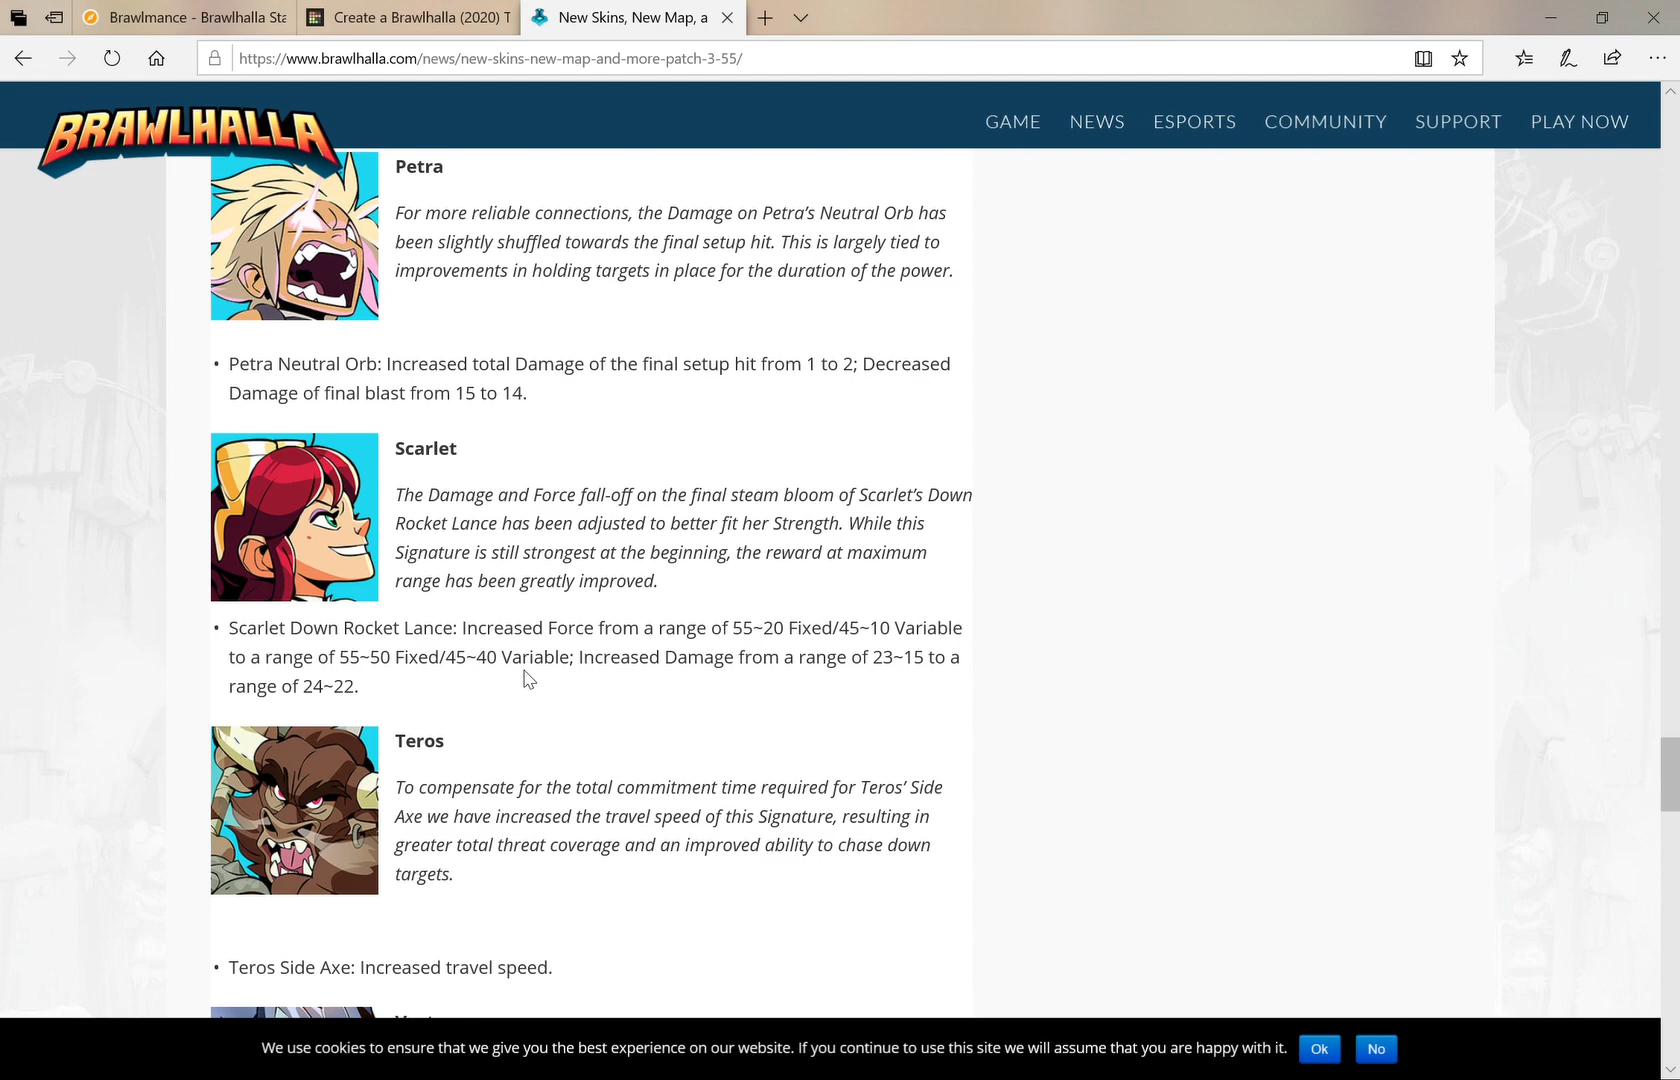 Brawlmance - Brawlhalla Sta
Create a Brawlhalla (2020) T
New Skins, New Map, a
https://www.brawlhalla.com/news/new-skins-new-map-and-more-patch-3-55/
BRAWLHALLA
GAME
NEWS
ESPORTS
COMMUNITY
SUPPORT
PLAY NOW
Petra
For more reliable connections, the Damage on Petra’s Neutral Orb has
been slightly shuffled towards the final setup hit. This is largely tied to
improvements in holding targets in place for the duration of the power.
• Petra Neutral Orb: Increased total Damage of the final setup hit from 1 to 2; Decreased
Damage of final blast from 15 to 14.
Scarlet
The Damage and Force fall-off on the final steam bloom of Scarlet’s Down
Rocket Lance has been adjusted to better fit her Strength. While this
Signature is still strongest at the beginning, the reward at maximum
range has been greatly improved.
• Scarlet Down Rocket Lance: Increased Force from a range of 55~20 Fixed/45~10 Variable
to a range of 55~50 Fixed/45~40 Variable; Increased Damage from a range of 23~15 to a
range of 24~22.
Teros
To compensate for the total commitment time required for Teros’ Side
Axe we have increased the travel speed of this Signature, resulting in
greater total threat coverage and an improved ability to chase down
targets.
• Teros Side Axe: Increased travel speed.
We use cookies to ensure that we give you the best experience on our website. If you continue to use this site we will assume that you are happy with it.
Ok
No